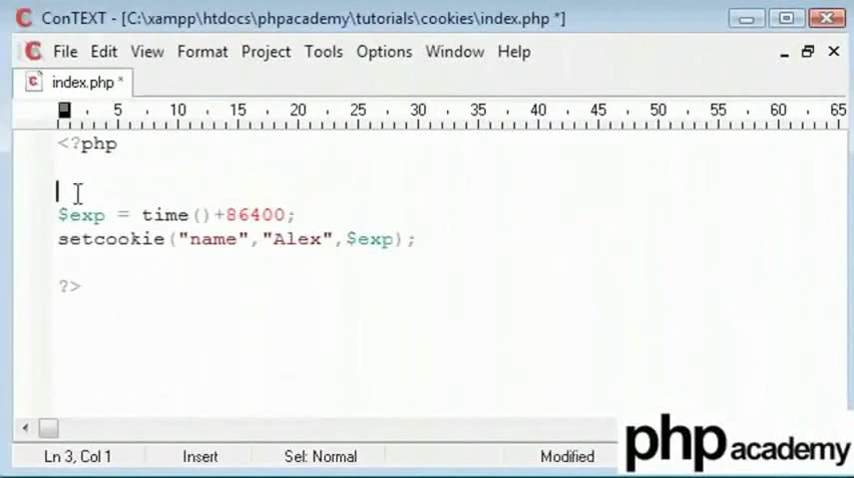 ConTEXT - [C:\xampp\htdocs\phpacademy\tutorials\cookies\index.php *]
File Edit View Format Project Tools Options Window Help
index.php *
5 10 15 20 25 30 35 40 45 50 55 60 65
<?php
$exp = time()+86400;
setcookie("name","Alex",$exp);
?>
Ln 3, Col 1 Insert Sel: Normal Modified
php academy